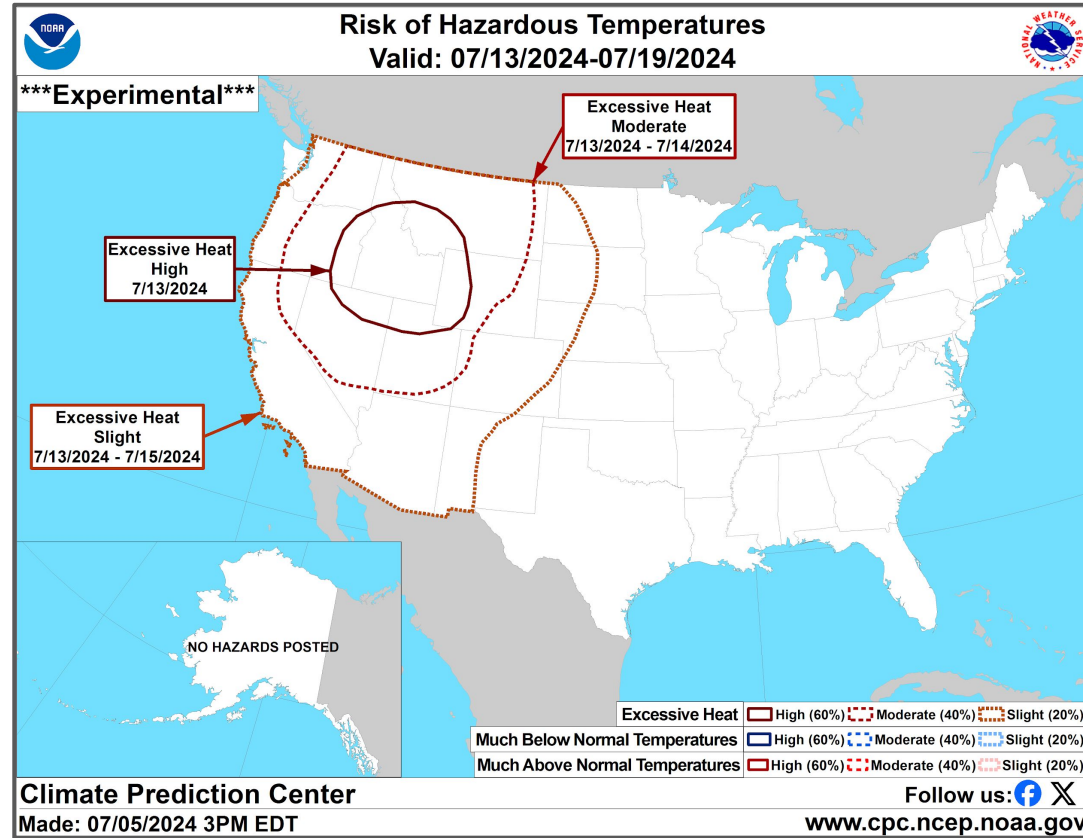 NOAA
Risk of Hazardous Temperatures
Valid: 07/13/2024-07/19/2024
NATIONAL WEATHER SERVICE
***Experimental***
Excessive Heat
Moderate
7/13/2024 - 7/14/2024
Excessive Heat
High
7/13/2024
Excessive Heat
Slight
7/13/2024 - 7/15/2024
NO HAZARDS POSTED
Excessive Heat High (60%) Moderate (40%) Slight (20%)
Much Below Normal Temperatures High (60%) Moderate (40%) Slight (20%)
Much Above Normal Temperatures High (60%) Moderate (40%) Slight (20%)
Climate Prediction Center
Follow us:
Made: 07/05/2024 3PM EDT
www.cpc.ncep.noaa.gov